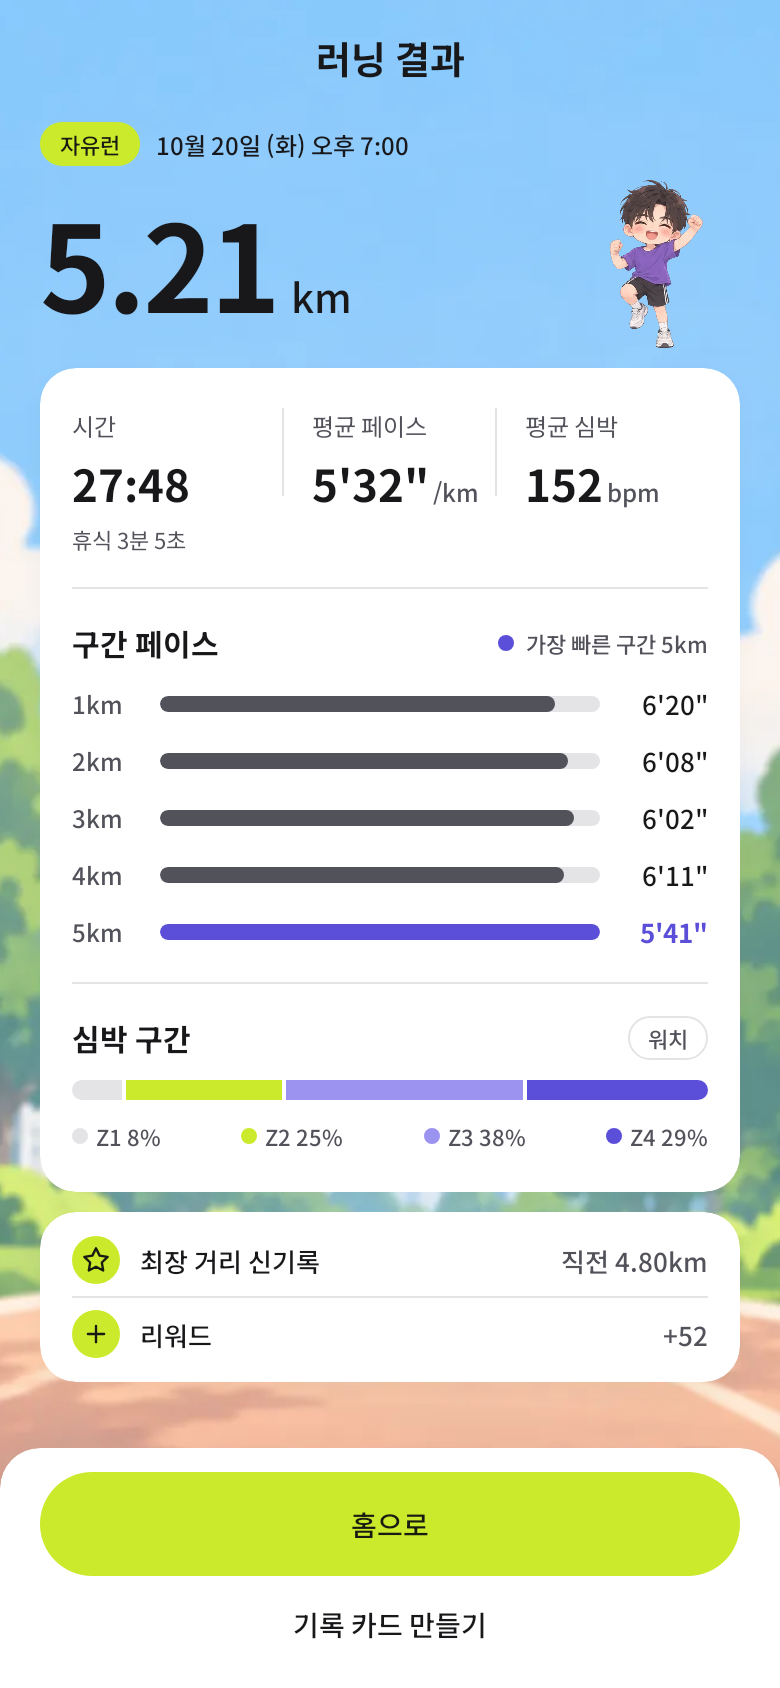 러닝 결과
자유런 10월 20일 (화) 오후 7:00
5.21 km
시간 평균 페이스 평균 심박
27:48 5'32" /km 152 bpm
휴식 3분 5초
구간 페이스 가장 빠른 구간 5km
1km 6'20"
2km 6'08"
3km 6'02"
4km 6'11"
5km 5'41"
심박 구간 워치
Z1 8% Z2 25% Z3 38% Z4 29%
최장 거리 신기록 직전 4.80km
리워드 +52
홈으로
기록 카드 만들기